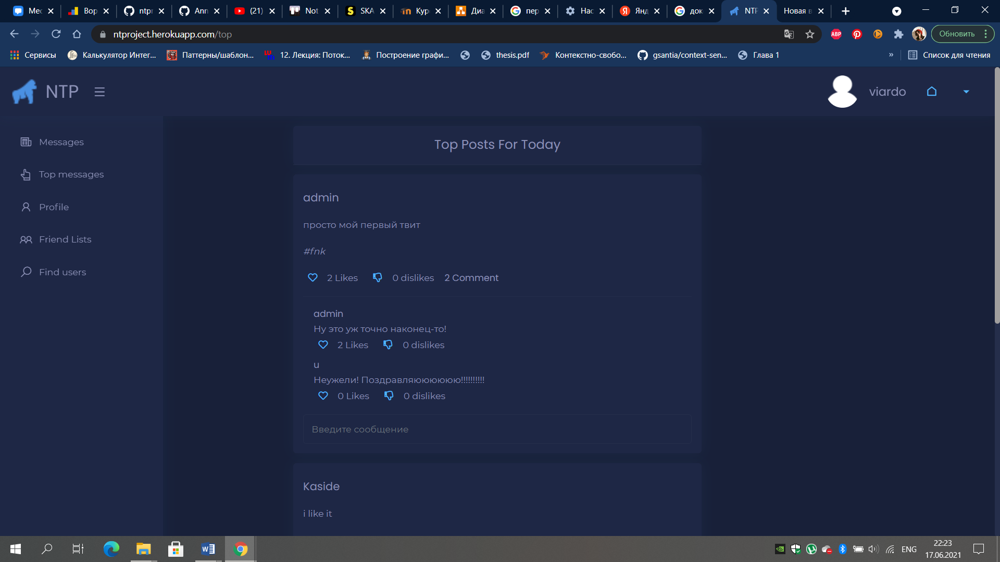 Мес
Вор
ntpr
Ann
(21)
Not
SKA
Кур
Диа
пер
Нас
Янд
док
NTP
Новая в
ntproject.herokuapp.com/top
ABP
Обновить
Сервисы
Калькулятор Интег...
Паттерны/шаблон...
12. Лекция: Поток...
Построение графи...
thesis.pdf
Контекстно-свобо...
gsantia/context-sen...
Глава 1
»
Список для чтения
NTP
viardo
Messages
Top messages
Profile
Friend Lists
Find users
Top Posts For Today
admin
просто мой первый твит
#fnk
2 Likes 0 dislikes 2 Comment
admin
Ну это уж точно наконец-то!
2 Likes 0 dislikes
u
Неужели! Поздравляюююююю!!!!!!!!!!
0 Likes 0 dislikes
Введите сообщение
Kaside
i like it
ENG
22:23
17.06.2021